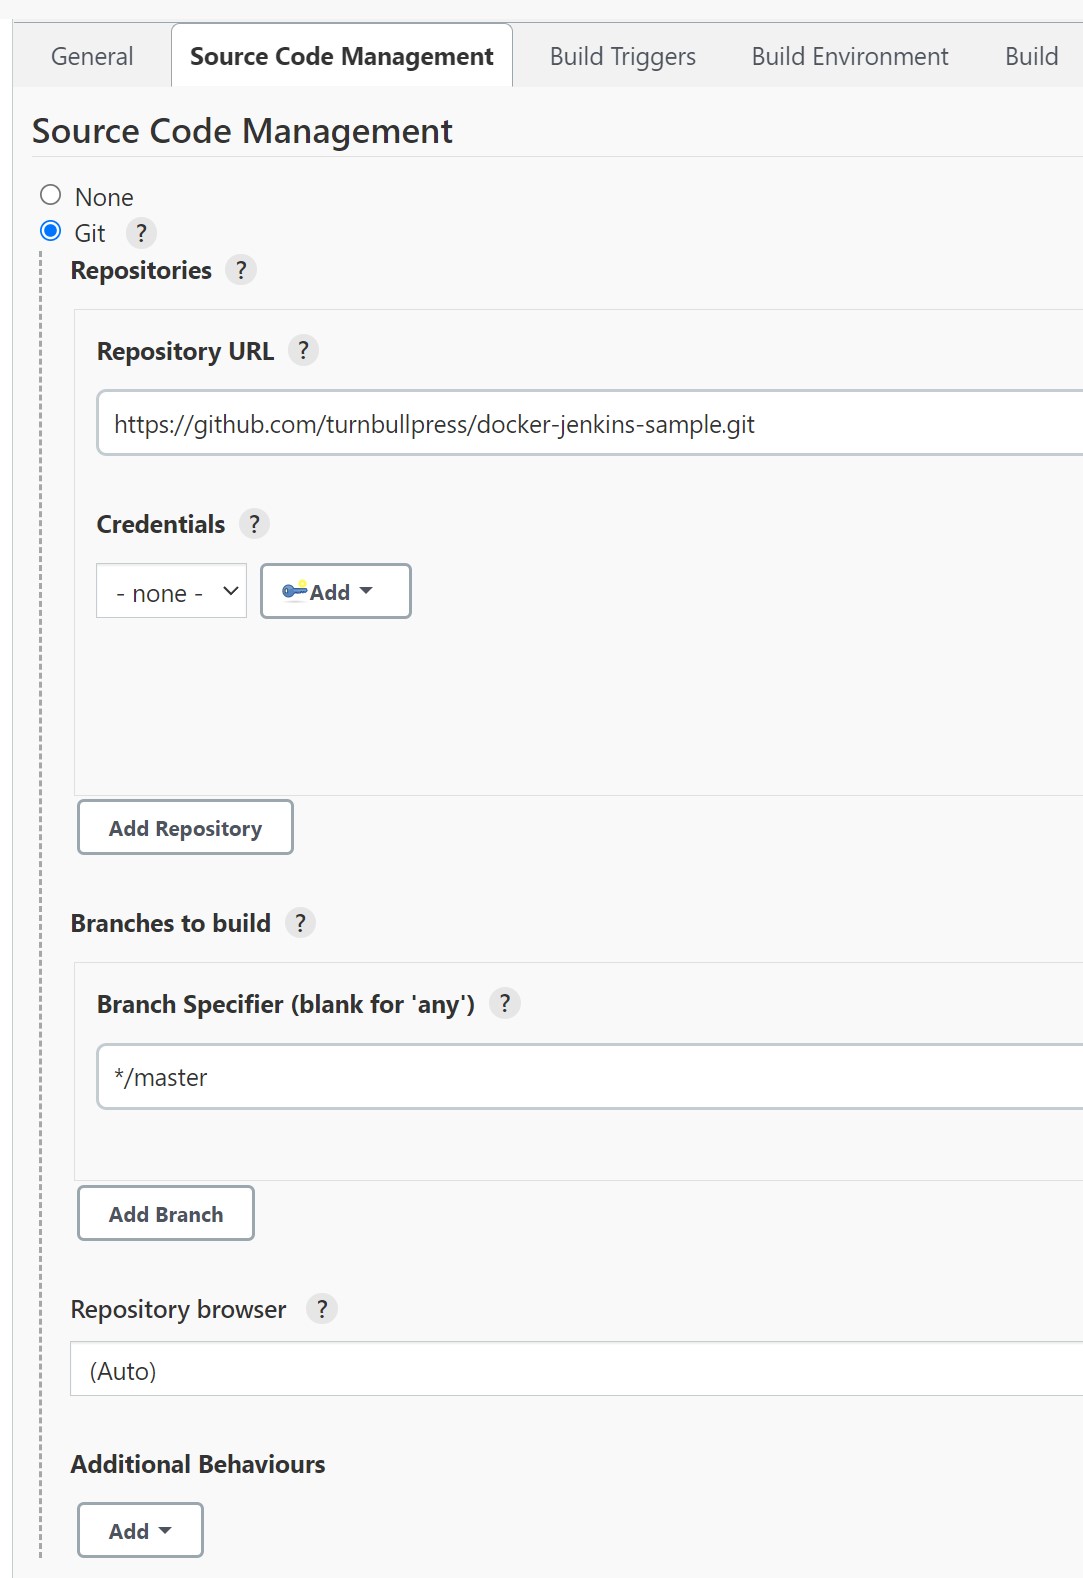 General Source Code Management Build Triggers Build Environment Build
Source Code Management
None
Git ?
Repositories ?
Repository URL ?
https://github.com/turnbullpress/docker-jenkins-sample.git
Credentials ?
- none - Add
Add Repository
Branches to build ?
Branch Specifier (blank for 'any') ?
*/master
Add Branch
Repository browser ?
(Auto)
Additional Behaviours
Add